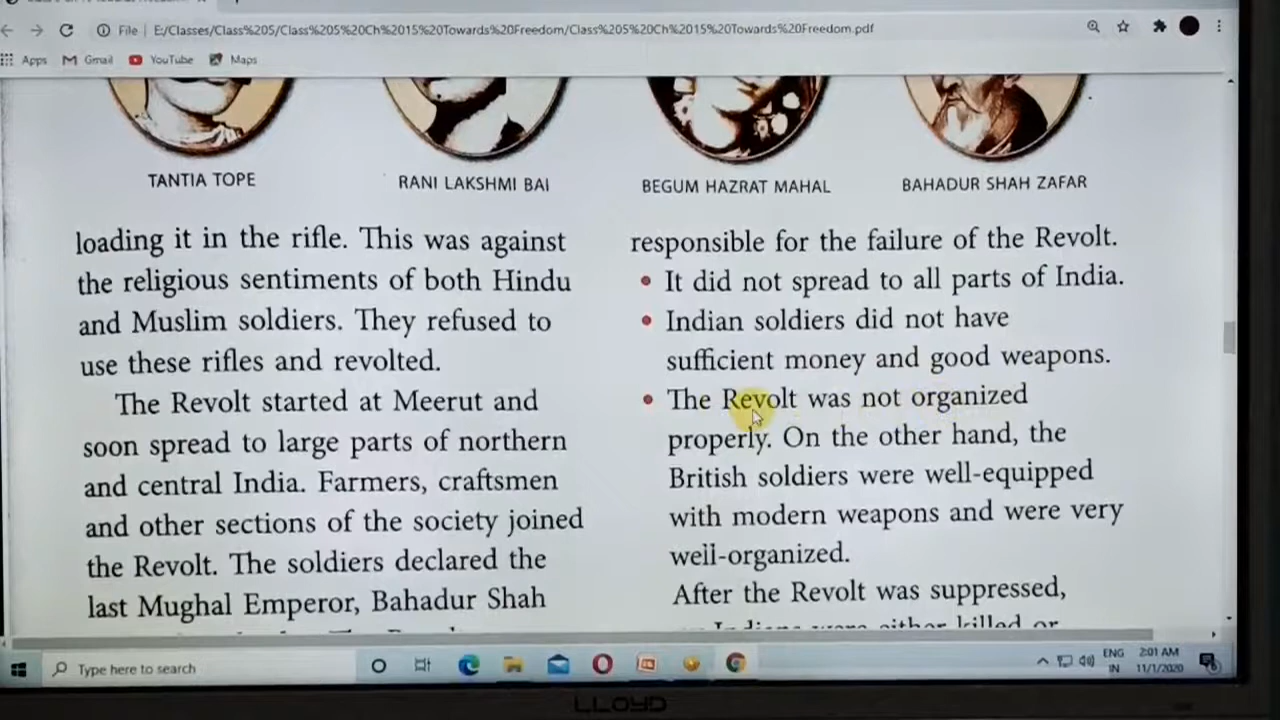 File | E:/Classes/Class%205/Class%205%20Ch%2015%20Towards%20Freedom/Class%205%20Ch%2015%20Towards%20Freedom.pdf
Apps Gmail YouTube Maps
TANTIA TOPE
RANI LAKSHMI BAI
BEGUM HAZRAT MAHAL
BAHADUR SHAH ZAFAR
loading it in the rifle. This was against
the religious sentiments of both Hindu
and Muslim soldiers. They refused to
use these rifles and revolted.
The Revolt started at Meerut and
soon spread to large parts of northern
and central India. Farmers, craftsmen
and other sections of the society joined
the Revolt. The soldiers declared the
last Mughal Emperor, Bahadur Shah
responsible for the failure of the Revolt.
• It did not spread to all parts of India.
• Indian soldiers did not have
sufficient money and good weapons.
• The Revolt was not organized
properly. On the other hand, the
British soldiers were well-equipped
with modern weapons and were very
well-organized.
After the Revolt was suppressed,
Indians were either killed or
Type here to search
ENG
IN
2:01 AM
11/1/2020
LLOYD